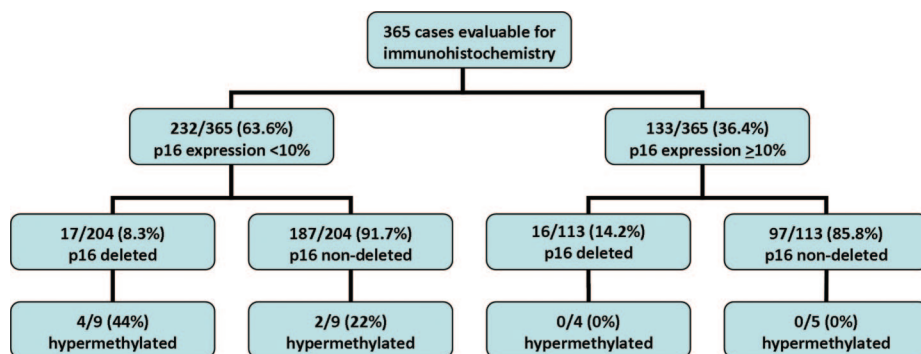 365 cases evaluable for
immunohistochemistry
232/365 (63.6%)
p16 expression <10%
133/365 (36.4%)
p16 expression ≥10%
17/204 (8.3%)
p16 deleted
187/204 (91.7%)
p16 non-deleted
16/113 (14.2%)
p16 deleted
97/113 (85.8%)
p16 non-deleted
4/9 (44%)
hypermethylated
2/9 (22%)
hypermethylated
0/4 (0%)
hypermethylated
0/5 (0%)
hypermethylated